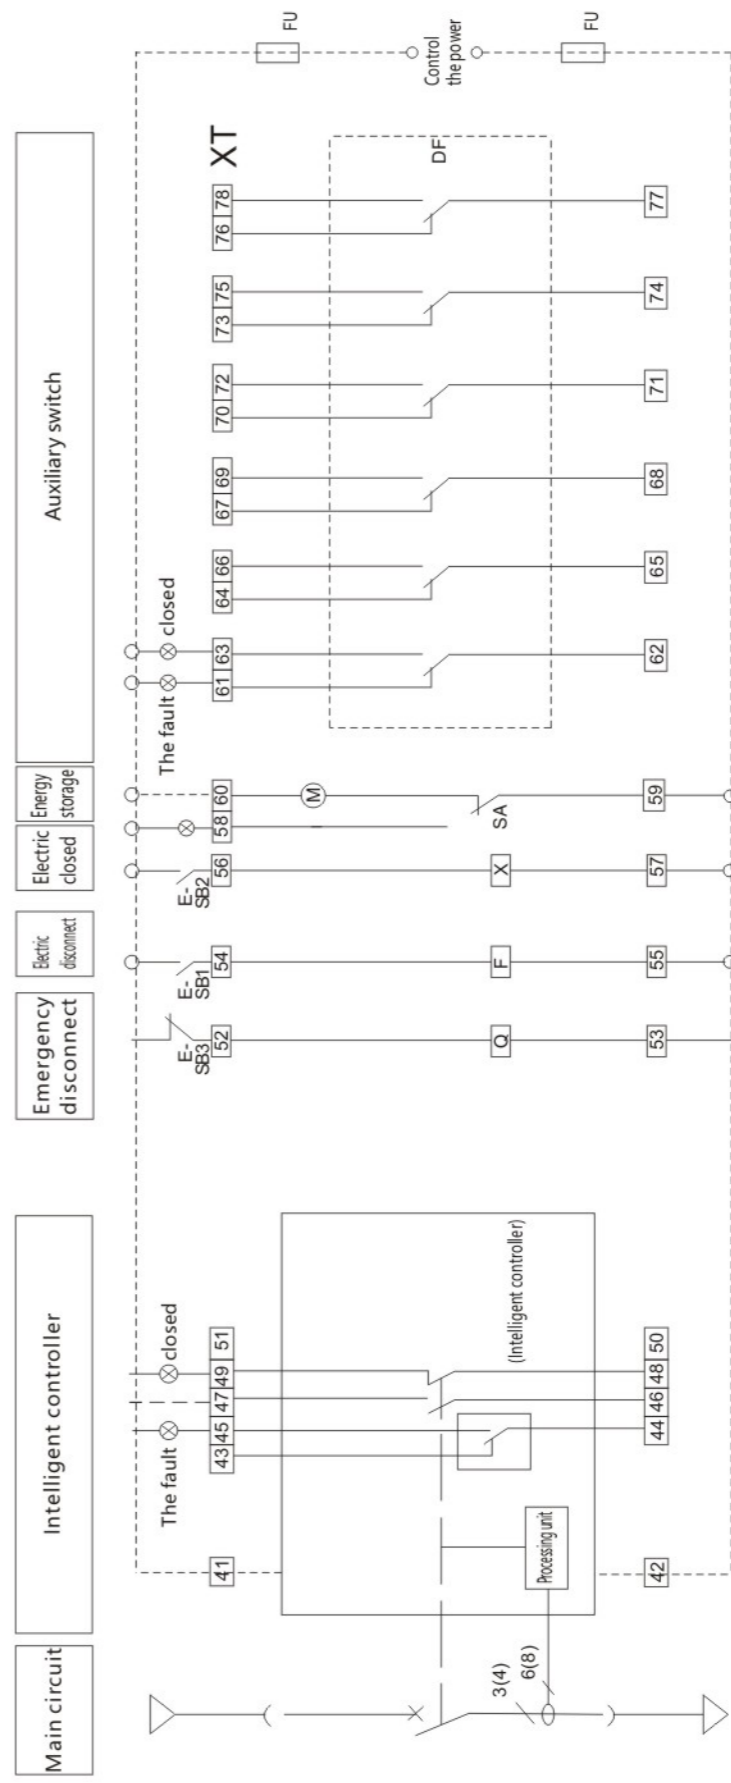 Main circuit
Intelligent controller
Emergency
disconnect
Electric
disconnect
Electric
closed
Energy
storage
Auxiliary switch
The fault
closed
E-
SB3
E-
SB1
E-
SB2
The fault
closed
XT
FU
Control
the power
FU
41
43
45
47
49
51
52
54
56
58
60
61
63
64
66
67
69
70
72
73
75
76
78
M
DF
Q
F
X
SA
(Intelligent controller)
Processing unit
3(4)
6(8)
42
44
46
48
50
53
55
57
59
62
65
68
71
74
77